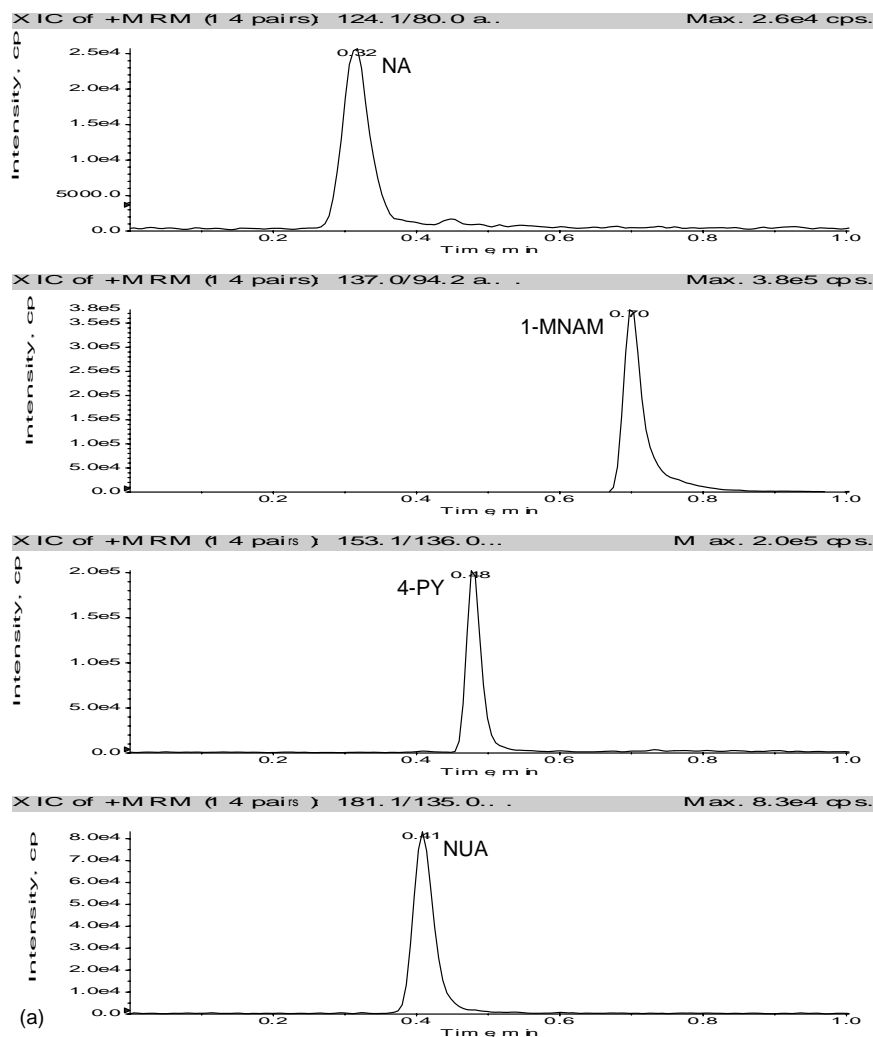 XIC of +MRM (14 pairs): 124.1/80.0 a.. Max. 2.6e4 cps.
0.32
NA
Intensity, cp
2.5e4
2.0e4
1.5e4
1.0e4
5000.0
0.0
0.2 0.4 0.6 0.8 1.0
Time, min
XIC of +MRM (14 pairs): 137.0/94.2 a... Max. 3.8e5 cps.
0.70
1-MNAM
Intensity, cp
3.8e5
3.5e5
3.0e5
2.5e5
2.0e5
1.5e5
1.0e5
5.0e4
0.0
0.2 0.4 0.6 0.8 1.0
Time, min
XIC of +MRM (14 pairs): 153.1/136.0... Max. 2.0e5 cps.
0.48
4-PY
Intensity, cp
2.0e5
1.5e5
1.0e5
5.0e4
0.0
0.2 0.4 0.6 0.8 1.0
Time, min
XIC of +MRM (14 pairs): 181.1/135.0... Max. 8.3e4 cps.
0.41
NUA
Intensity, cp
8.0e4
7.0e4
6.0e4
5.0e4
4.0e4
3.0e4
2.0e4
1.0e4
0.0
0.2 0.4 0.6 0.8 1.0
Time, min
(a)